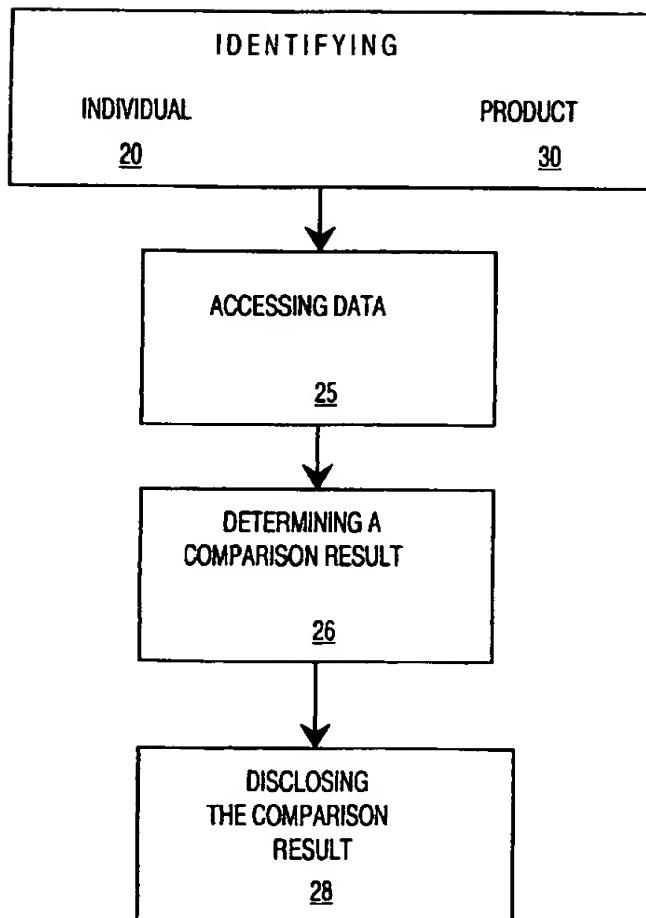 IDENTIFYING
INDIVIDUAL PRODUCT
20 30
ACCESSING DATA
25
DETERMINING A
COMPARISON RESULT
26
DISCLOSING
THE COMPARISON
RESULT
28